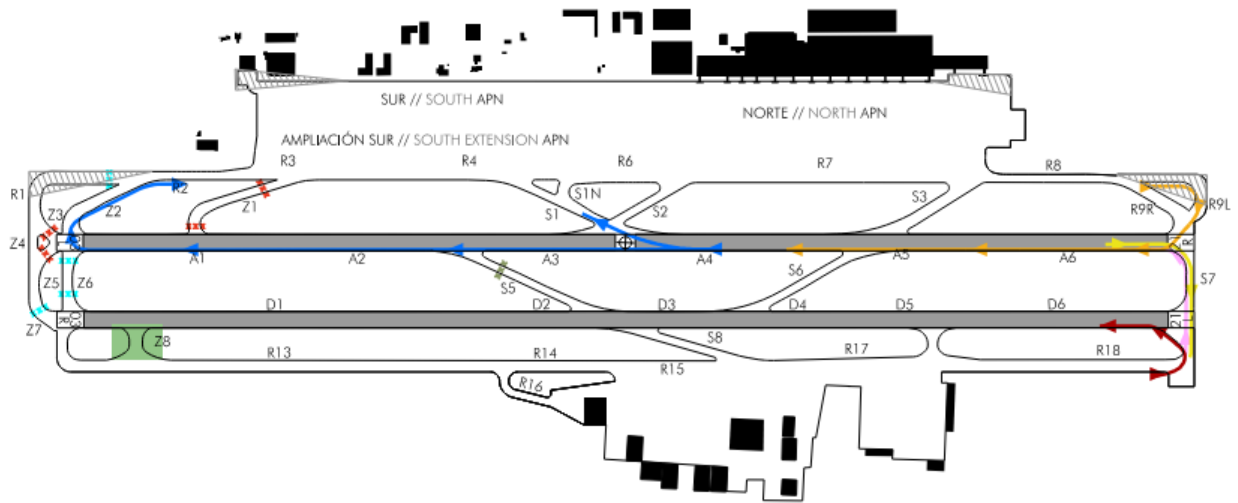 SUR // SOUTH APN
NORTE // NORTH APN
AMPLIACIÓN SUR // SOUTH EXTENSION APN
R3
R4
R6
R7
R8
R1
R2
S1N
S3
Z3
Z2
Z1
S1
S2
R9R
R9L
Z4
R
A1
A2
A3
A4
A5
A6
S6
Z5
Z6
S5
S7
D1
D2
D3
D4
D5
D6
Z7
R
03
21
L
Z8
S8
R13
R14
R15
R17
R18
R16